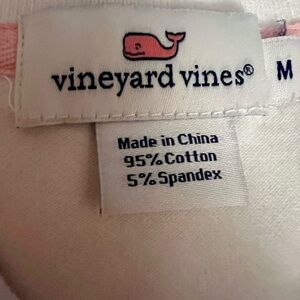 vineyard vines®
M
Made in China
95% Cotton
5% Spandex